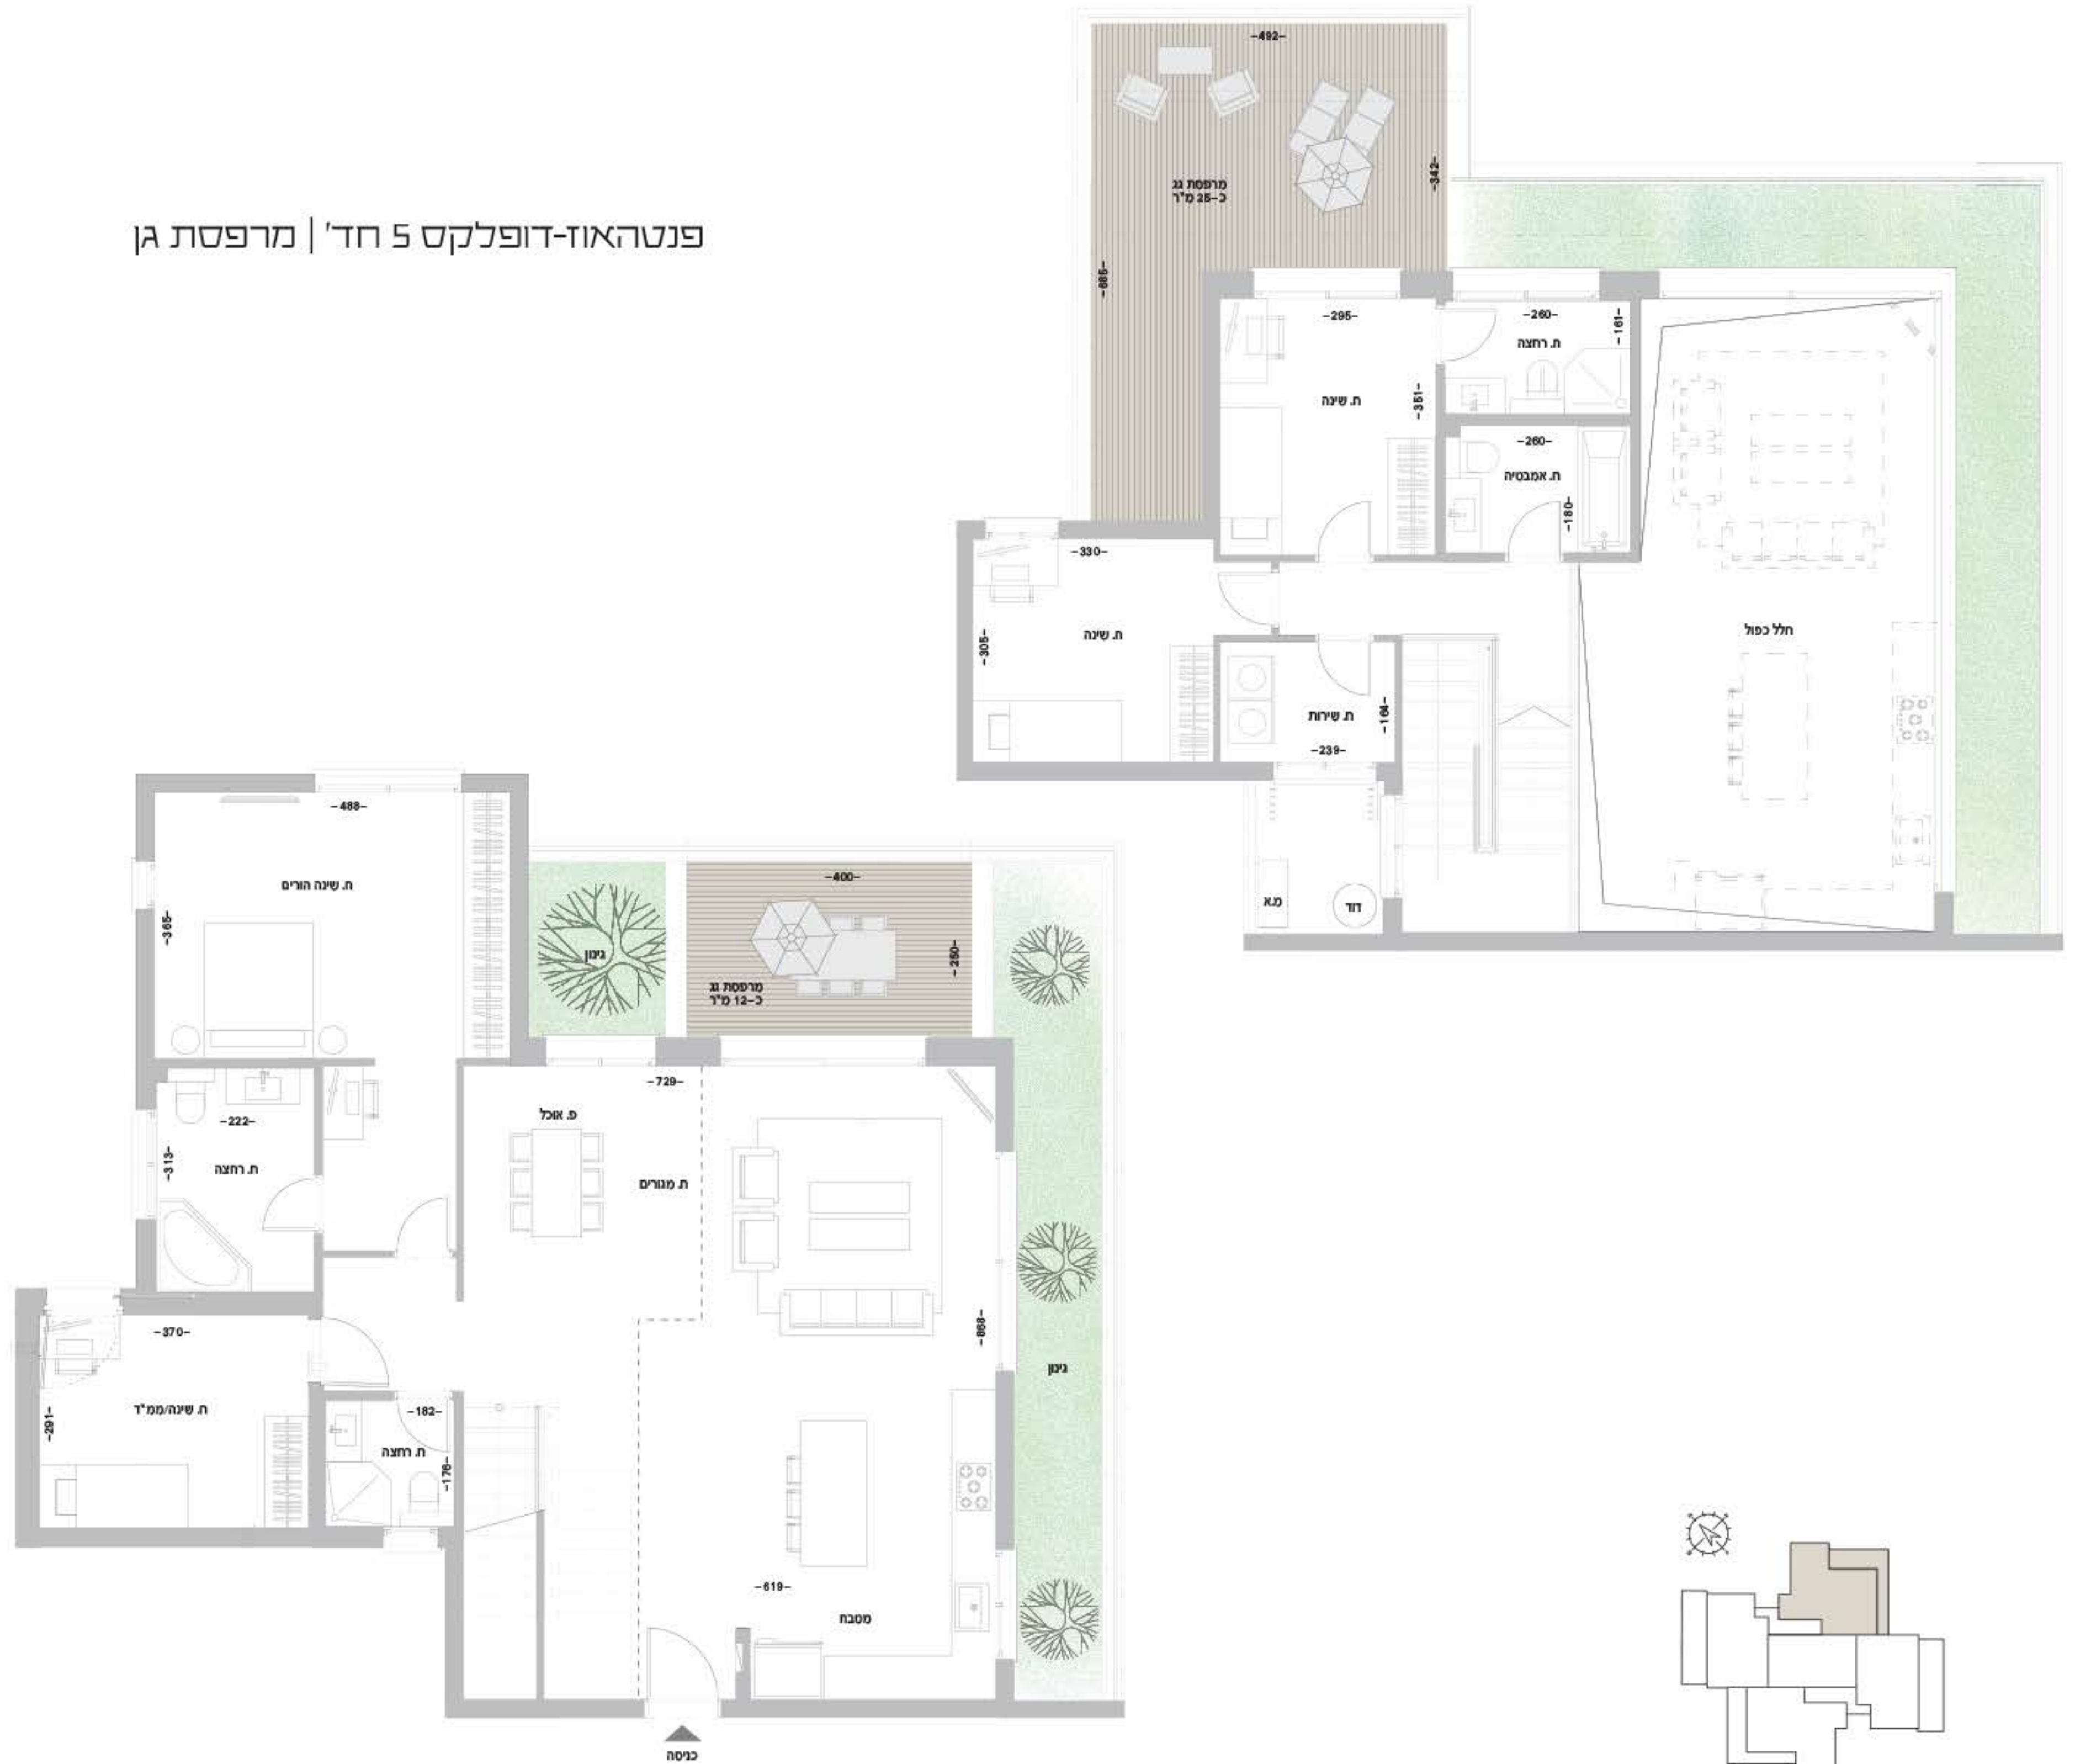 פנטהאוז-דופלקס 5 חד' | מרפסת גן
-492-
-342-
מרפסת גג
כ-25 מ"ר
-685-
-295-
-260-
-161-
ח. רחצה
ח. שינה
-351-
-260-
ח. אמבטיה
-180-
-330-
-305-
ח. שינה
חלל כפול
ח. שירות
-164-
-239-
מ.א
דוד
-488-
ח. שינה הורים
-365-
גינון
-400-
-250-
מרפסת גג
כ-12 מ"ר
-729-
פ. אוכל
-222-
-313-
ח. רחצה
ח. מגורים
-370-
-868-
גינון
ח. שינה/ממ"ד
-291-
-182-
ח. רחצה
-176-
-619-
מטבח
כניסה